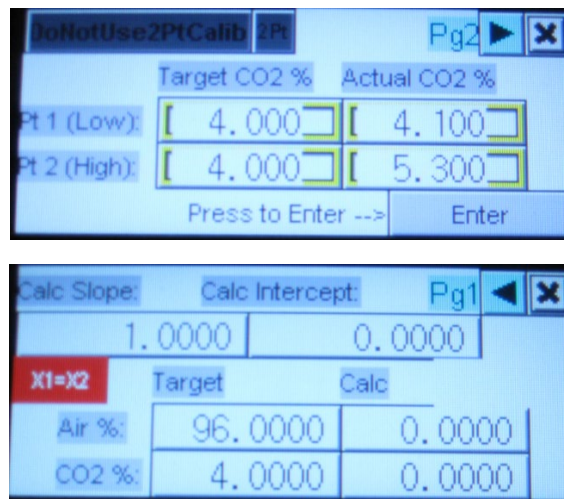 DoNotUse2PtCalib 2Pt Pg2
Target CO2 % Actual CO2 %
Pt 1 (Low): 4.000 4.100
Pt 2 (High): 4.000 5.300
Press to Enter --> Enter
Calc Slope: Calc Intercept: Pg1
1.0000 0.0000
X1=X2 Target Calc
Air %: 96.0000 0.0000
CO2 %: 4.0000 0.0000